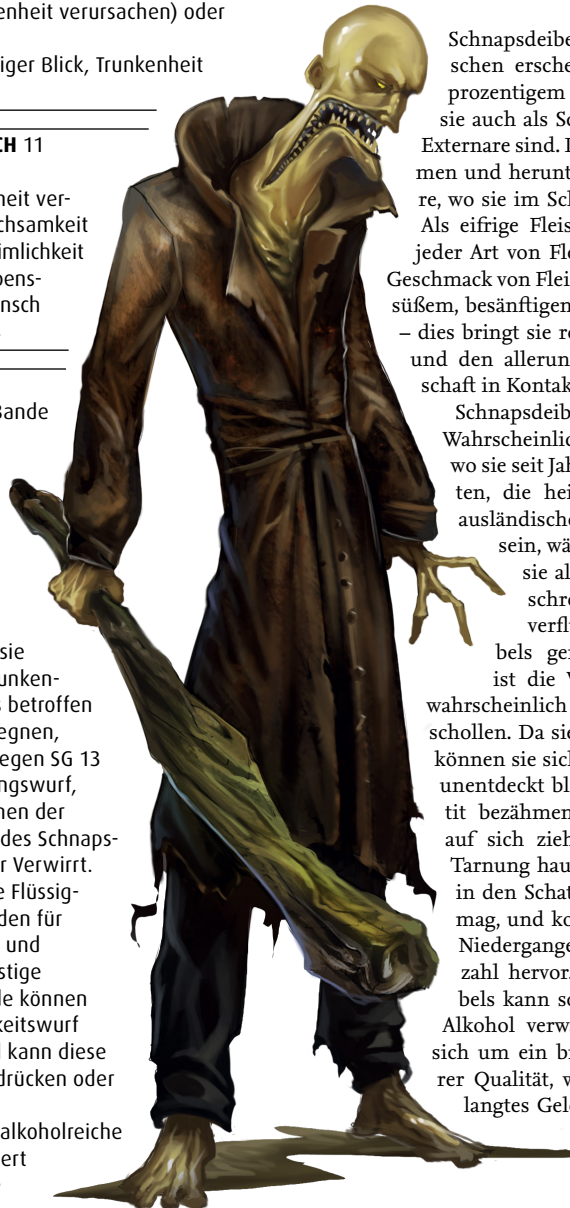 enheit verursachen) oder
iger Blick, Trunkenheit
CH 11
heit ver-
chsamkeit
imlichkeit
bens-
nsch
Bande
sie
unken-
s betroffen
egnen,
egen SG 13
ngswurf,
nen der
des Schnaps-
r Verwirrt.
e Flüssig-
den für
und
stige
de können
keitswurf
l kann diese
drücken oder
alkoholreiche
ert
Schnapsdeibe
schen ersche
prozentigem
sie auch als Sc
Externare sind. I
men und herunt
re, wo sie im Sch
Als eifrige Fleis
jeder Art von Fle
Geschmack von Flei
süßem, besänftigen
– dies bringt sie re
und den allerun
schaft in Kontak
Schnapsdeib
Wahrscheinlic
wo sie seit Jah
ten, die hei
ausländische
sein, wä
sie al
schre
verfl
bels ger
ist die V
wahrscheinlich
schollen. Da sie
können sie sich
unentdeckt bl
tit bezähmen
auf sich zieh
Tarnung hau
in den Schat
mag, und ko
Niedergange
zahl hervor.
bels kann so
Alkohol verw
sich um ein br
rer Qualität, w
langtes Gel